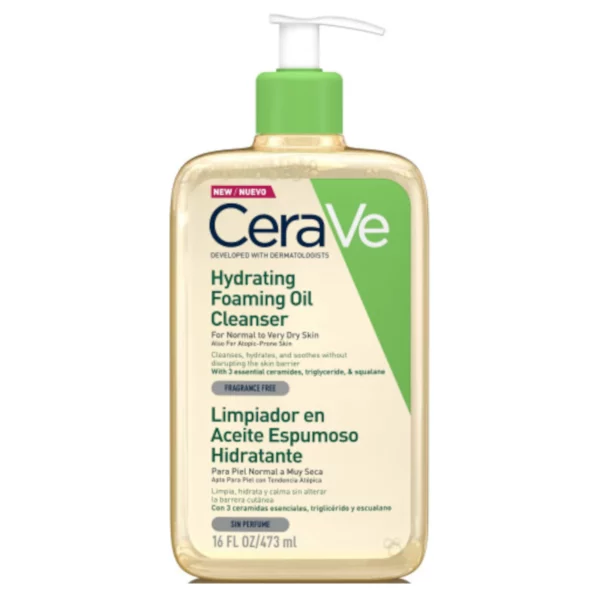 NEW / NUEVO
CeraVe
DEVELOPED WITH DERMATOLOGISTS
Hydrating
Foaming Oil
Cleanser
For Normal to Very Dry Skin
Also For Atopic-Prone Skin
Cleanses, hydrates, and soothes without
disrupting the skin barrier
With 3 essential ceramides, triglyceride, & squalane
FRAGRANCE FREE
Limpiador en
Aceite Espumoso
Hidratante
Para Piel Normal a Muy Seca
Apto Para Piel con Tendencia Atópica
Limpia, hidrata y calma sin alterar
la barrera cutánea
Con 3 ceramidas esenciales, triglicérido y escualano
SIN PERFUME
16 FL OZ/473 ml